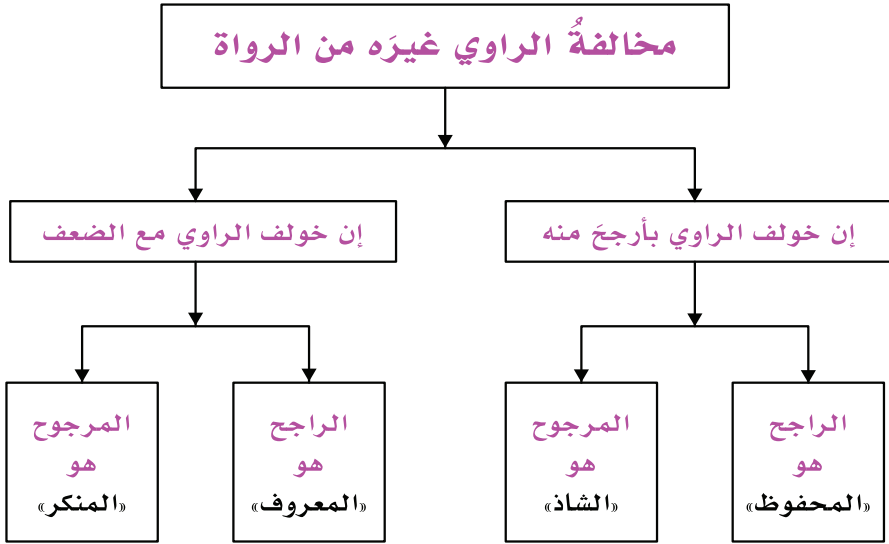 مخالفةُ الراوي غيرَه من الرواة
إن خولف الراوي بأرجحَ منه
إن خولف الراوي مع الضعف
الراجح
هو
«المحفوظ»
المرجوح
هو
«الشاذ»
الراجح
هو
«المعروف»
المرجوح
هو
«المنكر»